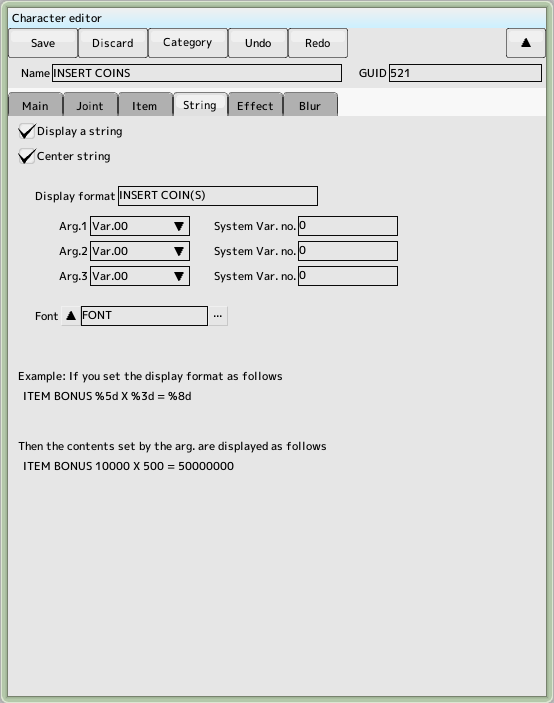 Character editor
Save Discard Category Undo Redo ▲
Name INSERT COINS GUID 521
Main Joint Item String Effect Blur
Display a string
Center string
Display format INSERT COIN(S)
Arg.1 Var.00 ▼ System Var. no. 0
Arg.2 Var.00 ▼ System Var. no. 0
Arg.3 Var.00 ▼ System Var. no. 0
Font ▲ FONT ...
Example: If you set the display format as follows
ITEM BONUS %5d X %3d = %8d
Then the contents set by the arg. are displayed as follows
ITEM BONUS 10000 X 500 = 50000000